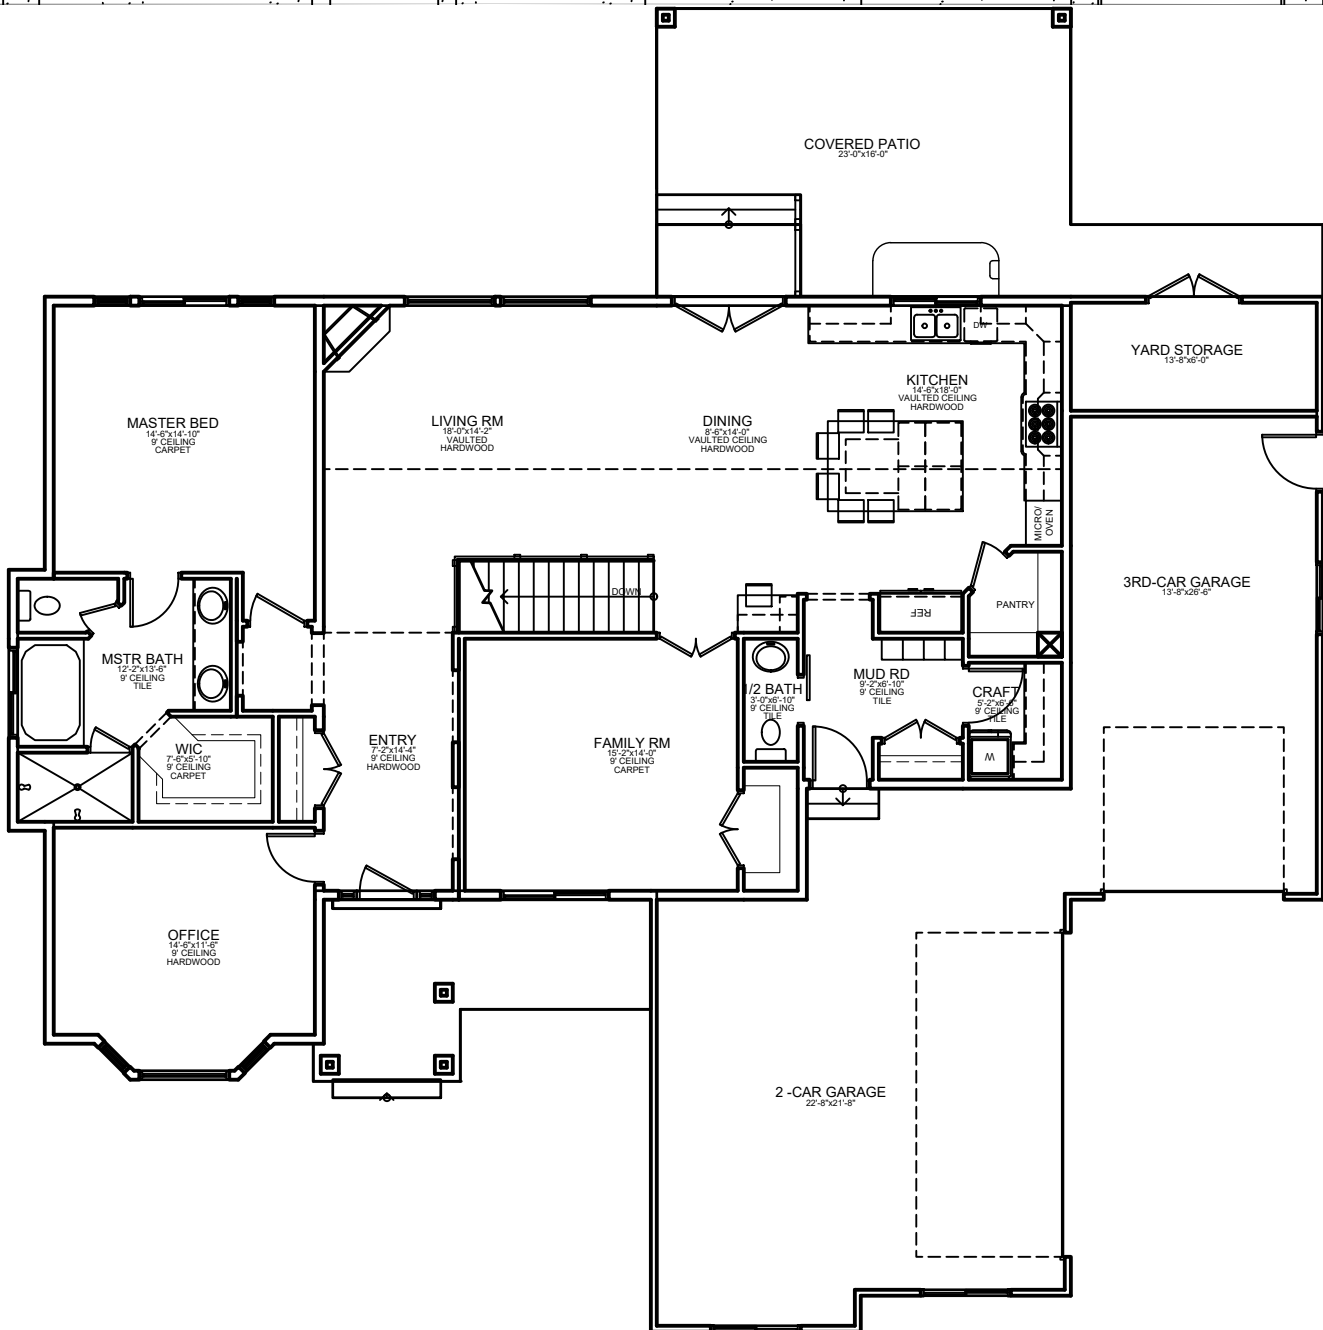 COVERED PATIO
23'-0"x16'-0"
YARD STORAGE
13'-8"x6'-0"
DW
KITCHEN
14'-6"x18'-0"
VAULTED CEILING
HARDWOOD
MASTER BED
14'-6"x14'-10"
9' CEILING
CARPET
LIVING RM
18'-0"x14'-2"
VAULTED
HARDWOOD
DINING
8'-6"x14'-0"
VAULTED CEILING
HARDWOOD
MICRO/
OVEN
3RD-CAR GARAGE
13'-8"x26'-6"
DOWN
REF
PANTRY
MSTR BATH
12'-2"x13'-6"
9' CEILING
TILE
1/2 BATH
3'-0"x6'-10"
9' CEILING
TILE
MUD RD
9'-2"x6'-10"
9' CEILING
TILE
CRAFT
9' CEILING
TILE
W
WIC
7'-6"x5'-10"
9' CEILING
CARPET
ENTRY
7'-2"x14'-4"
9' CEILING
HARDWOOD
FAMILY RM
15'-2"x14'-0"
9' CEILING
CARPET
OFFICE
14'-6"x11'-6"
9' CEILING
HARDWOOD
2 -CAR GARAGE
22'-8"x21'-8"